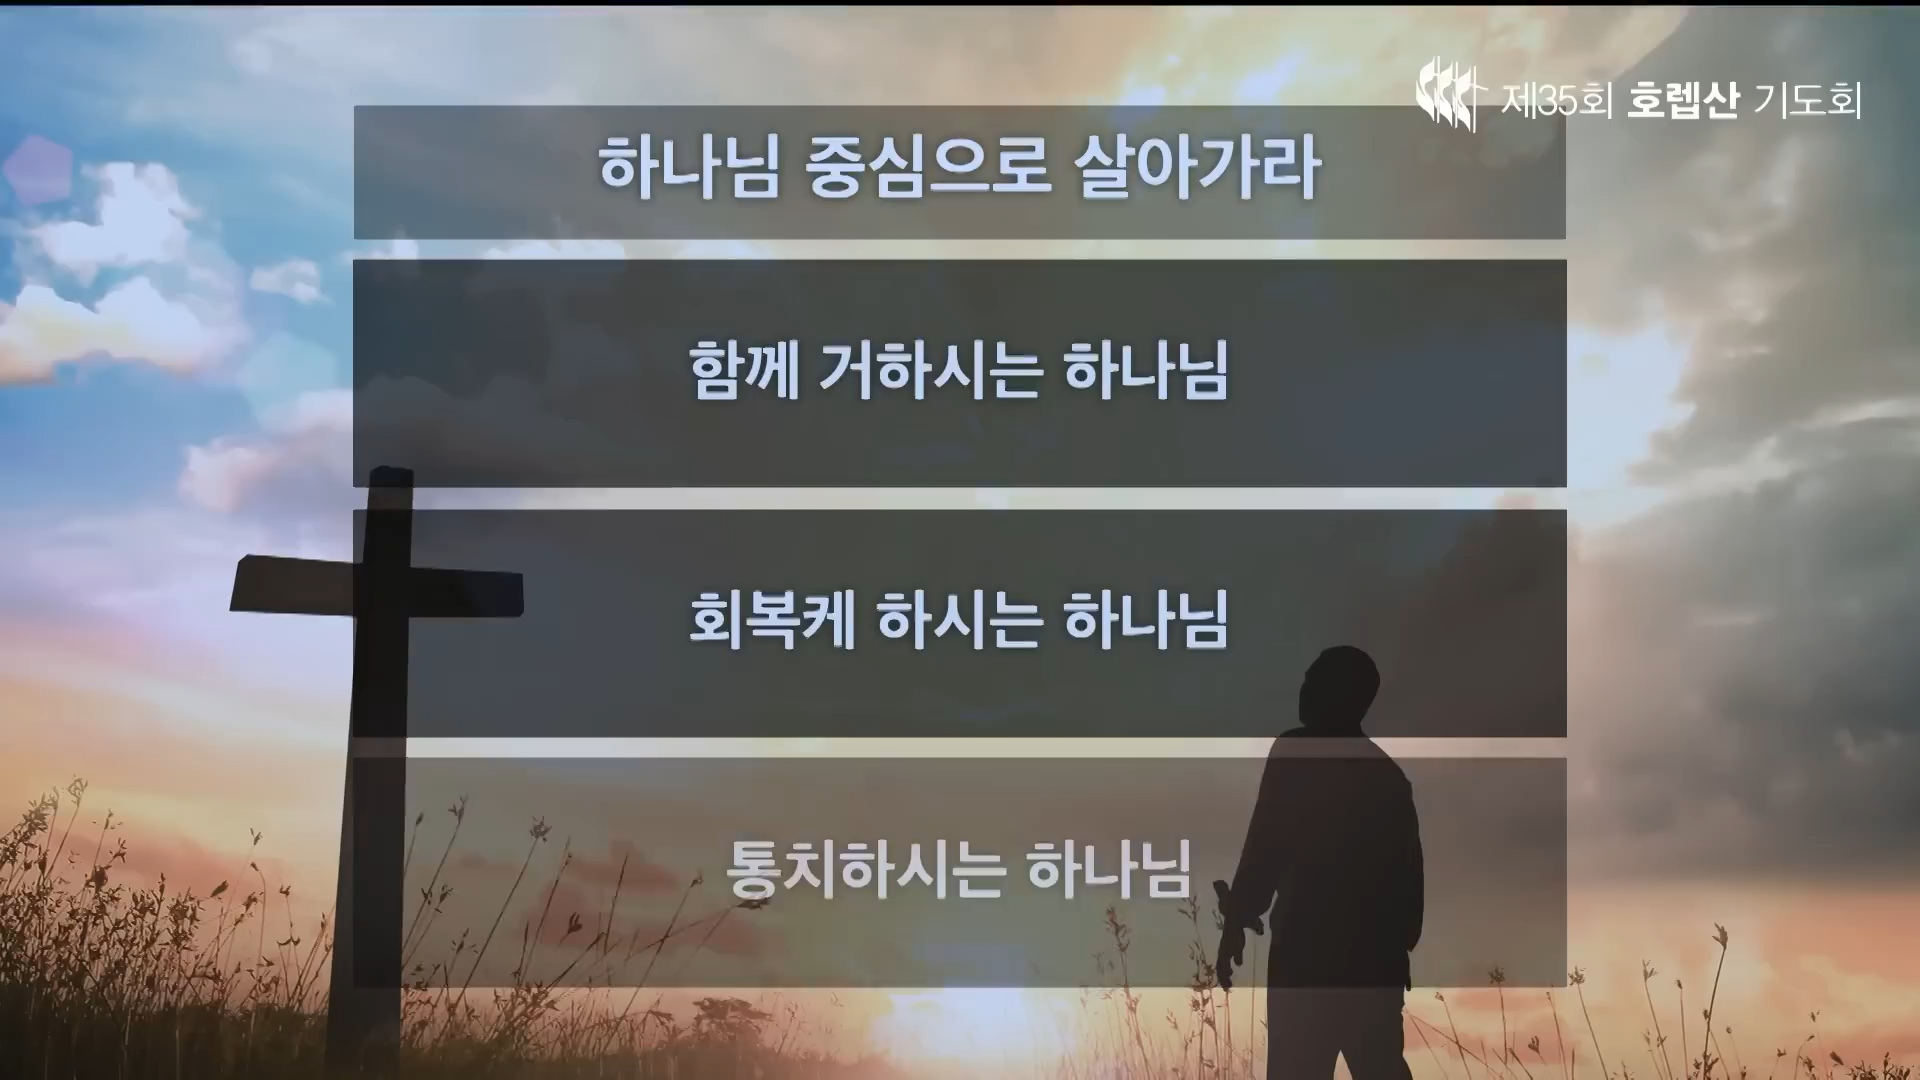 제35회 호렙산 기도회
하나님 중심으로 살아가라
함께 거하시는 하나님
회복케 하시는 하나님
통치하시는 하나님